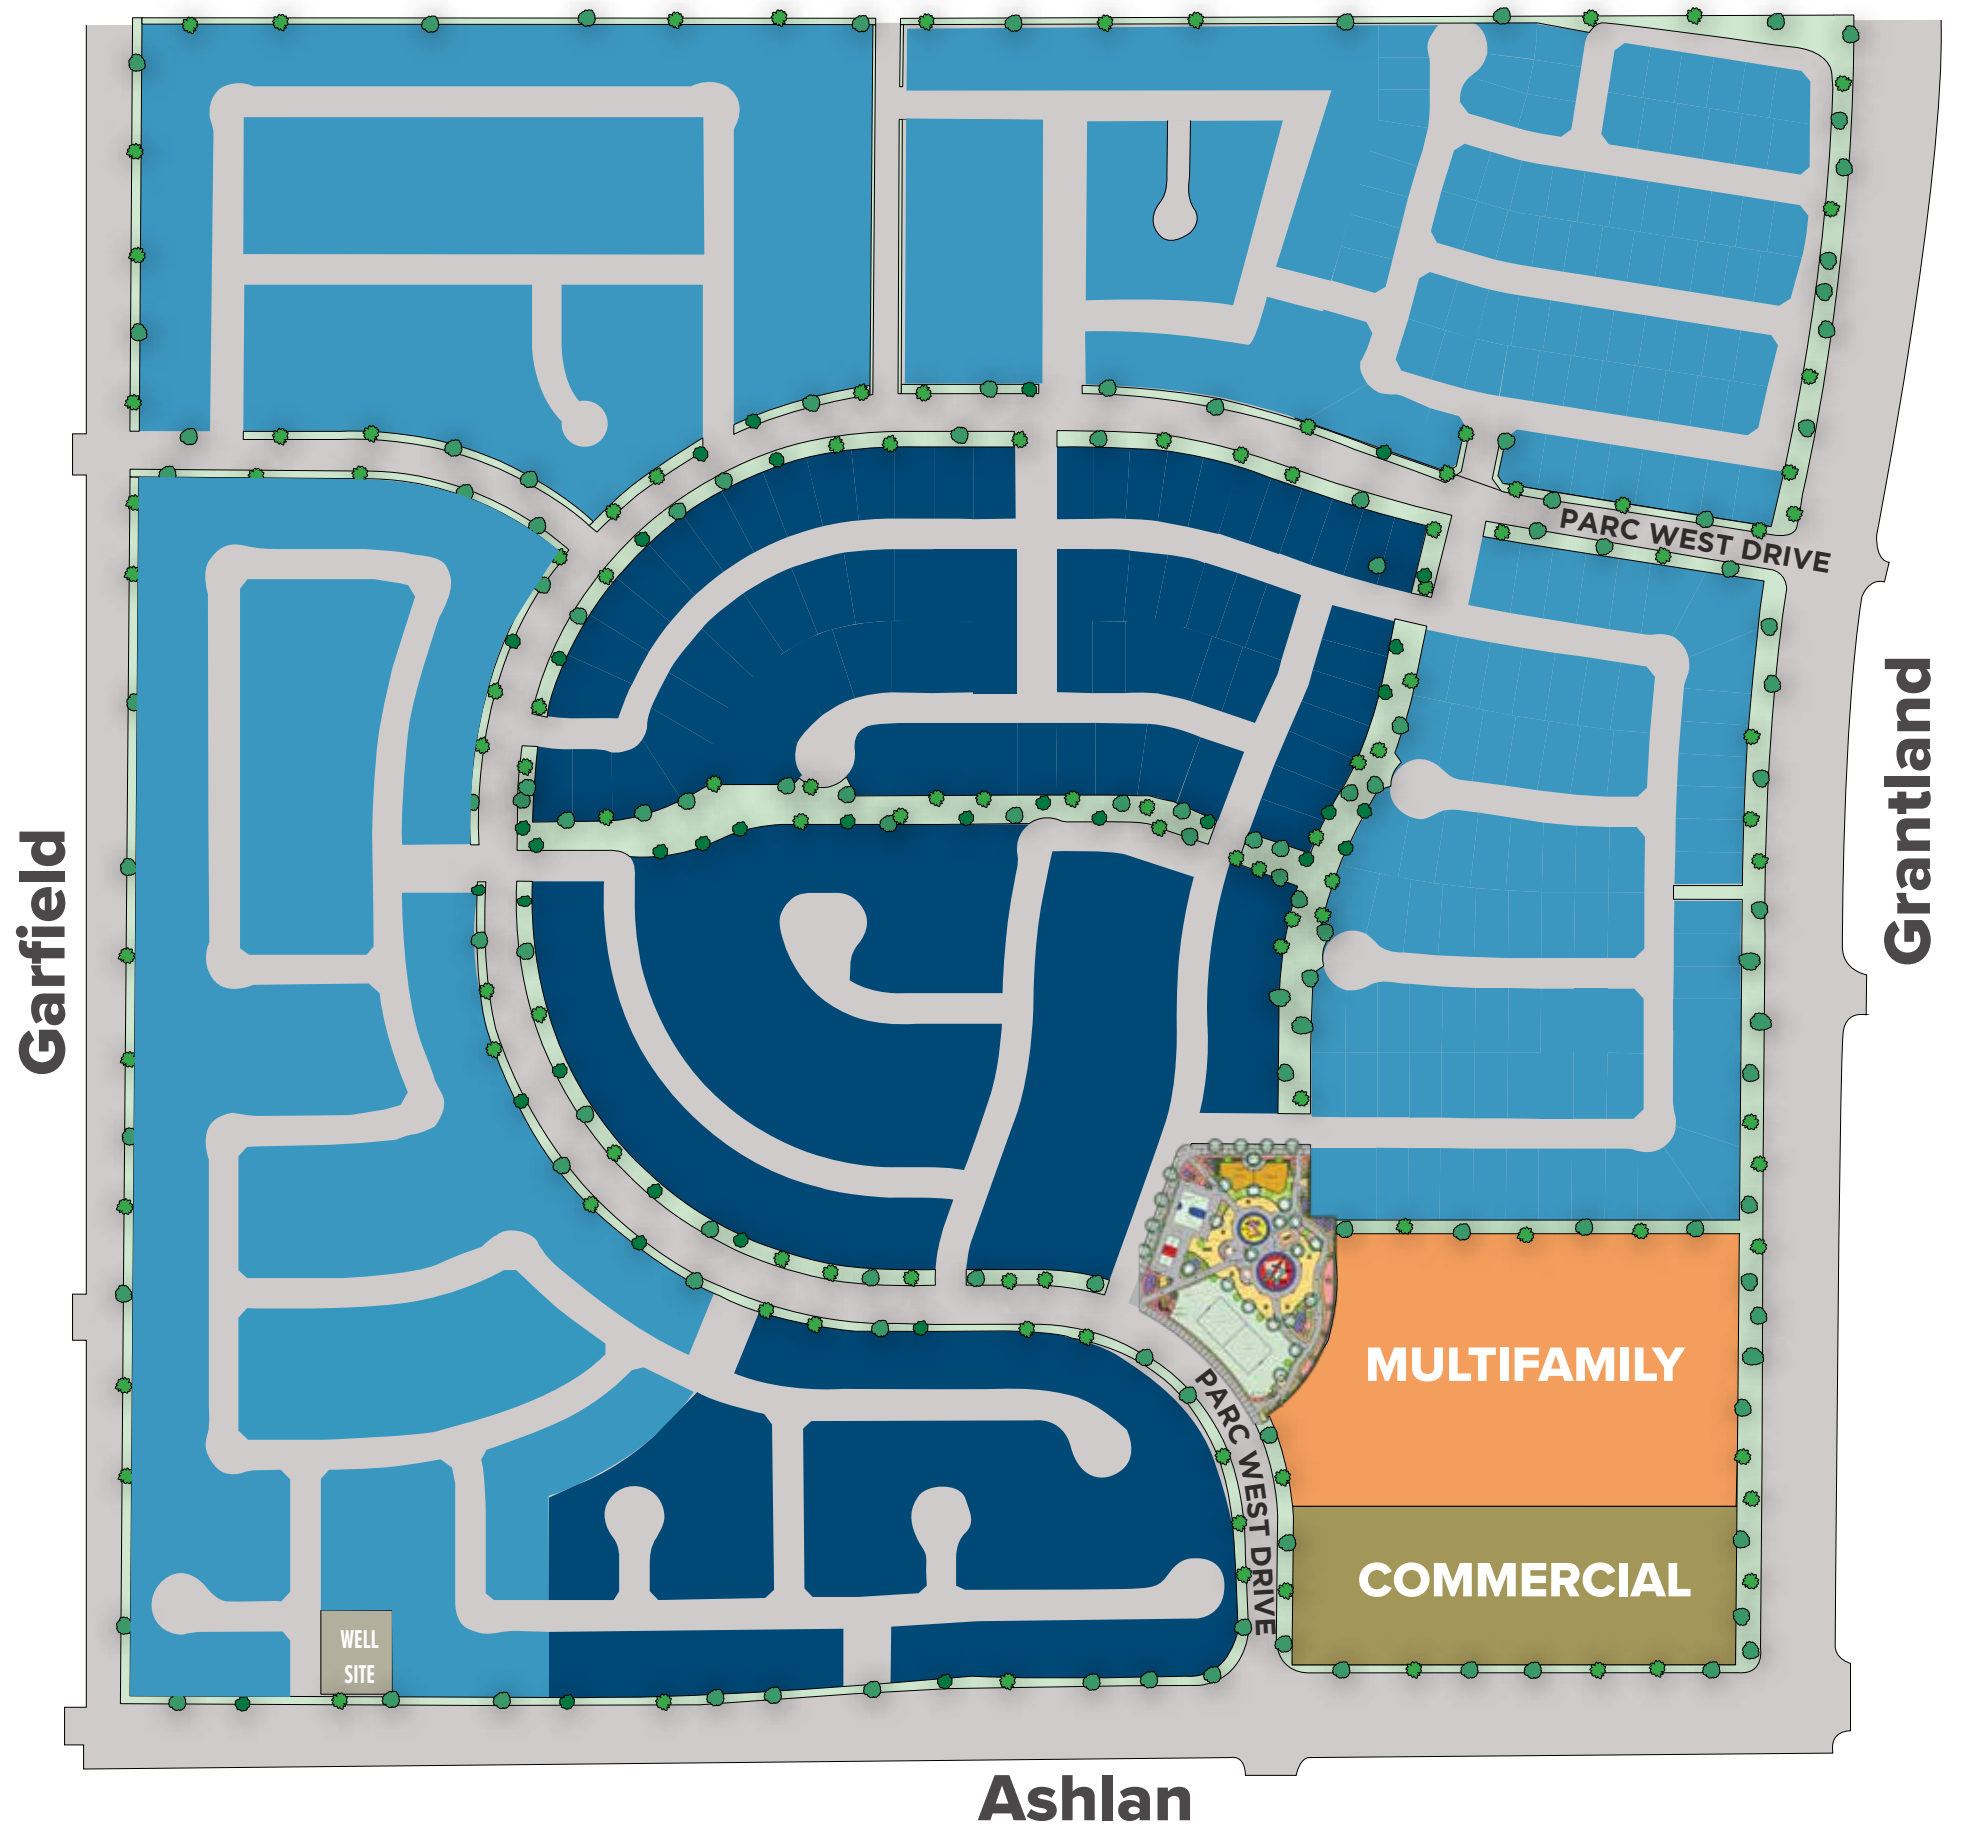 PARC WEST DRIVE
Grantland
Garfield
MULTIFAMILY
PARC WEST DRIVE
COMMERCIAL
WELL
SITE
Ashlan